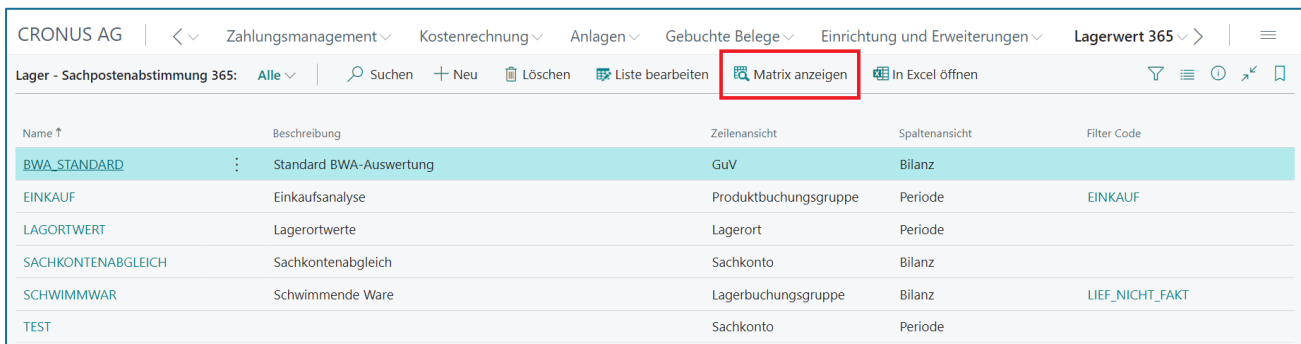 CRONUS AG Zahlungsmanagement Kostenrechnung Anlagen Gebuchte Belege Einrichtung und Erweiterungen Lagerwert 365
Lager - Sachpostenabstimmung 365: Alle Suchen + Neu Löschen Liste bearbeiten Matrix anzeigen In Excel öffnen
Name ↑ Beschreibung Zeilenansicht Spaltenansicht Filter Code
BWA_STANDARD Standard BWA-Auswertung GuV Bilanz
EINKAUF Einkaufsanalyse Produktbuchungsgruppe Periode EINKAUF
LAGORTWERT Lagerortwerte Lagerort Periode
SACHKONTENABGLEICH Sachkontenabgleich Sachkonto Bilanz
SCHWIMMWAR Schwimmende Ware Lagerbuchungsgruppe Bilanz LIEF_NICHT_FAKT
TEST Sachkonto Periode